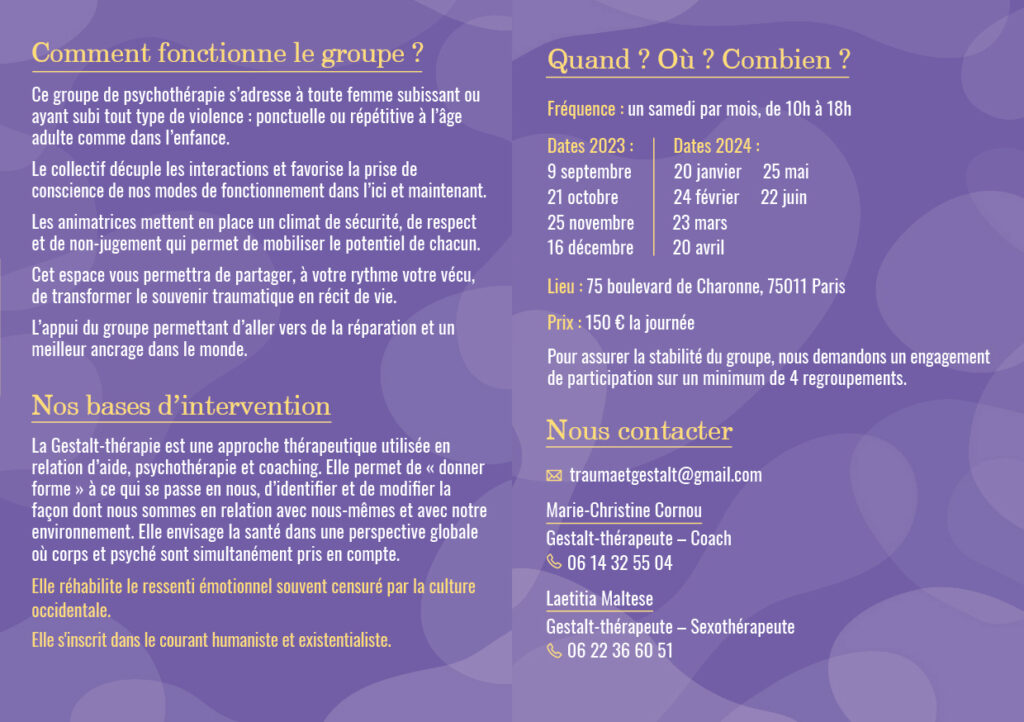 Comment fonctionne le groupe ?
Ce groupe de psychothérapie s’adresse à toute femme subissant ou
ayant subi tout type de violence : ponctuelle ou répétitive à l’âge
adulte comme dans l’enfance.
Le collectif décuple les interactions et favorise la prise de
conscience de nos modes de fonctionnement dans l’ici et maintenant.
Les animatrices mettent en place un climat de sécurité, de respect
et de non-jugement qui permet de mobiliser le potentiel de chacun.
Cet espace vous permettra de partager, à votre rythme votre vécu,
de transformer le souvenir traumatique en récit de vie.
L’appui du groupe permettant d’aller vers de la réparation et un
meilleur ancrage dans le monde.
Nos bases d’intervention
La Gestalt-thérapie est une approche thérapeutique utilisée en
relation d’aide, psychothérapie et coaching. Elle permet de « donner
forme » à ce qui se passe en nous, d’identifier et de modifier la
façon dont nous sommes en relation avec nous-mêmes et avec notre
environnement. Elle envisage la santé dans une perspective globale
où corps et psyché sont simultanément pris en compte.
Elle réhabilite le ressenti émotionnel souvent censuré par la culture
occidentale.
Elle s'inscrit dans le courant humaniste et existentialiste.
Quand ? Où ? Combien ?
Fréquence : un samedi par mois, de 10h à 18h
Dates 2023 :
9 septembre
21 octobre
25 novembre
16 décembre
Dates 2024 :
20 janvier 25 mai
24 février 22 juin
23 mars
20 avril
Lieu : 75 boulevard de Charonne, 75011 Paris
Prix : 150 € la journée
Pour assurer la stabilité du groupe, nous demandons un engagement
de participation sur un minimum de 4 regroupements.
Nous contacter
traumaetgestalt@gmail.com
Marie-Christine Cornou
Gestalt-thérapeute – Coach
06 14 32 55 04
Laetitia Maltese
Gestalt-thérapeute – Sexothérapeute
06 22 36 60 51